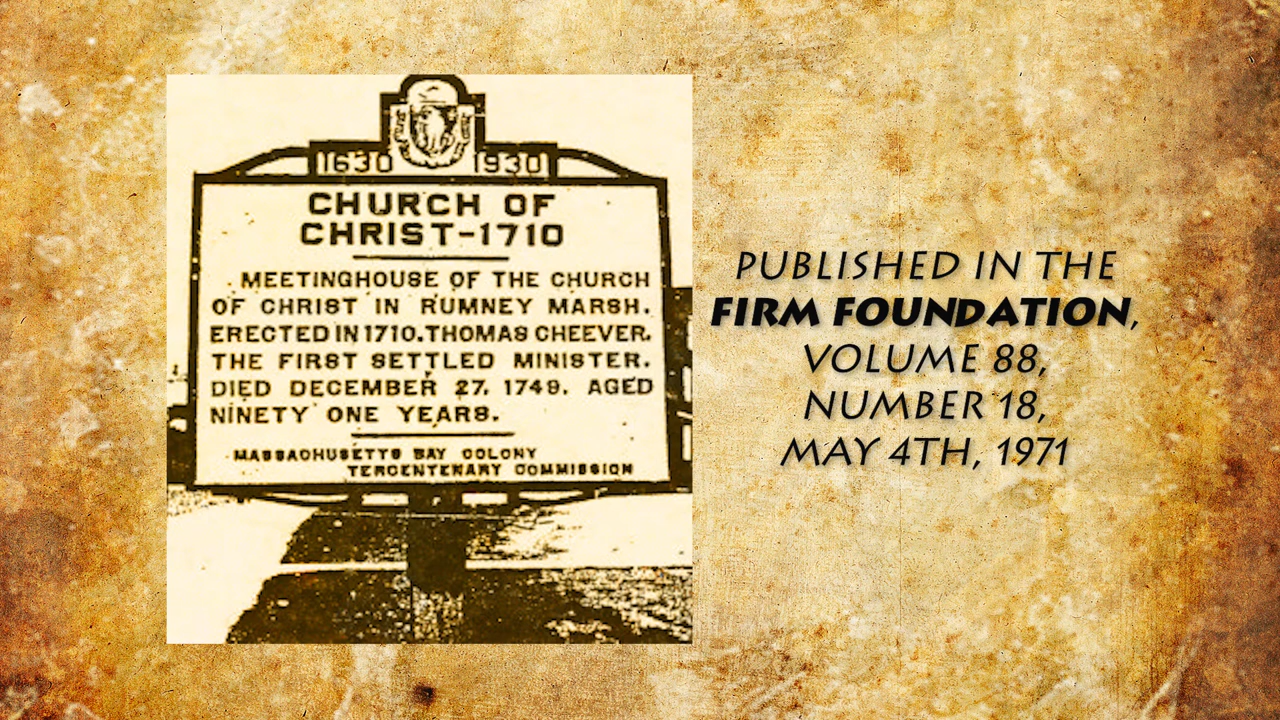 1630 1930
CHURCH OF
CHRIST-1710
MEETINGHOUSE OF THE CHURCH
OF CHRIST IN RUMNEY MARSH.
ERECTED IN 1710. THOMAS CHEEVER.
THE FIRST SETTLED MINISTER.
DIED DECEMBER 27, 1749. AGED
NINETY ONE YEARS.
MASSACHUSETTS BAY COLONY
TERCENTENARY COMMISSION
PUBLISHED IN THE
FIRM FOUNDATION,
VOLUME 88,
NUMBER 18,
MAY 4TH, 1971